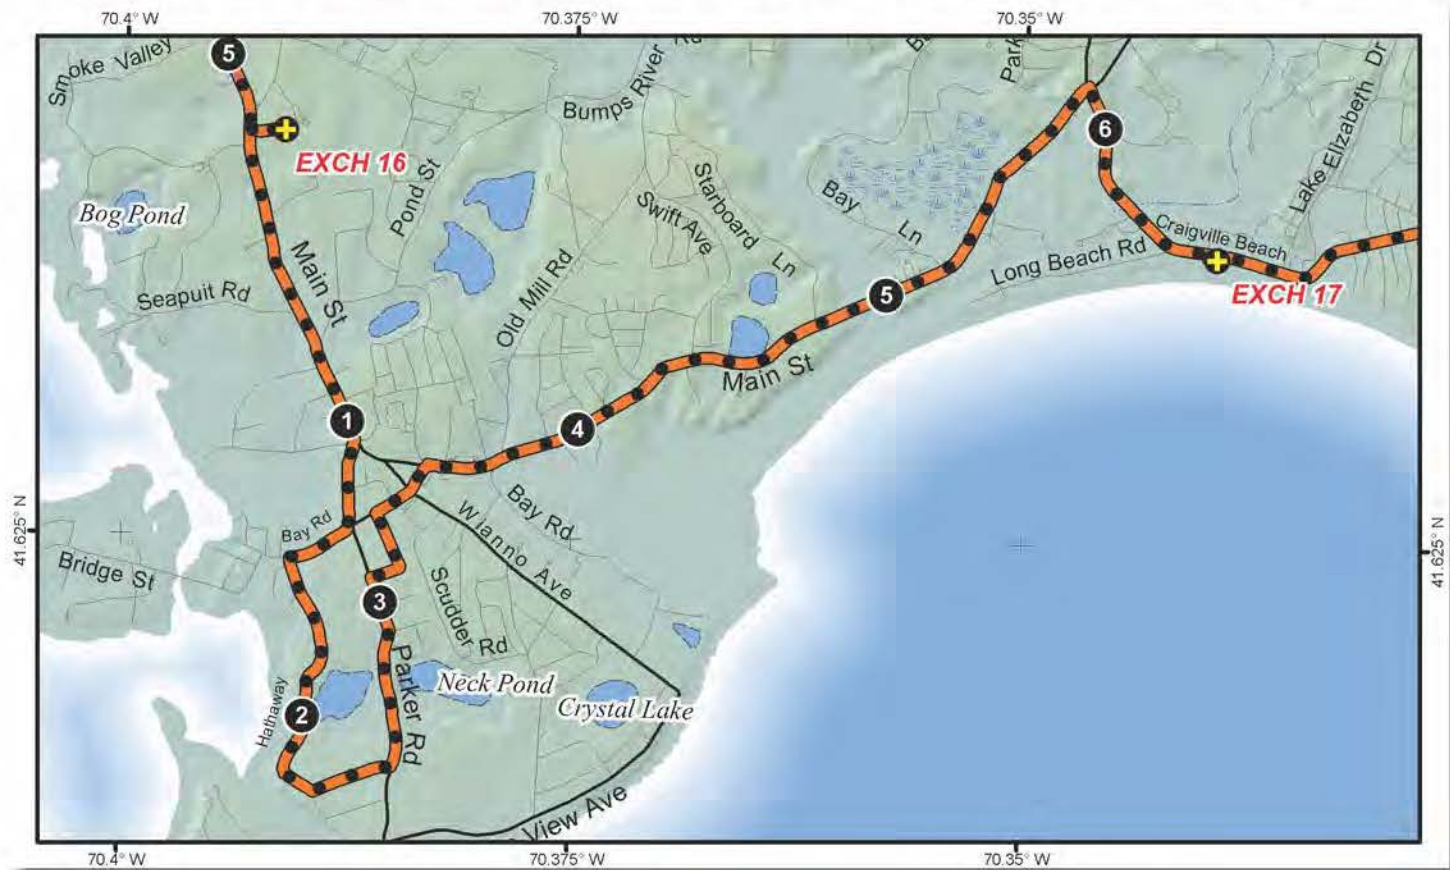 70.4° W
70.375° W
70.35° W
Smoke Valley
5
Bumps River
Park
6
Lake Elizabeth Dr
EXCH 16
Pond St
Starboard
Ln
Swift Ave
Bay
Ln
Bog Pond
Main St
Seapuit Rd
Old Mill Rd
Craigville Beach
Long Beach Rd
EXCH 17
5
Main St
1
4
41.625° N
41.625° N
Bay Rd
Bay Rd
Wianno Ave
Bridge St
3
Scudder
Rd
Parker Rd
Neck Pond
Crystal Lake
Hathaway
2
View Ave
70.4° W
70.375° W
70.35° W